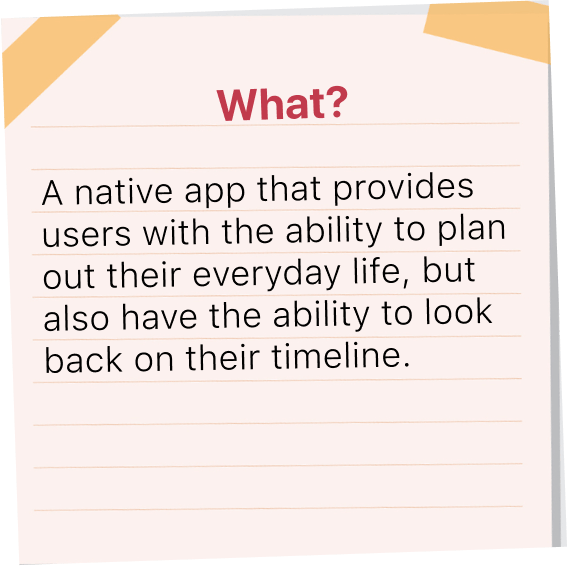 What?
A native app that provides
users with the ability to plan
out their everyday life, but
also have the ability to look
back on their timeline.